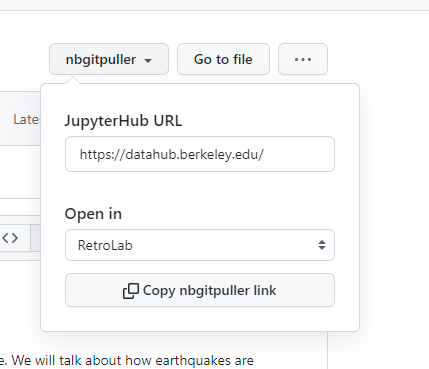 nbgitpuller
Go to file
...
Late
JupyterHub URL
https://datahub.berkeley.edu/
Open in
<>
RetroLab
Copy nbgitpuller link
e. We will talk about how earthquakes are